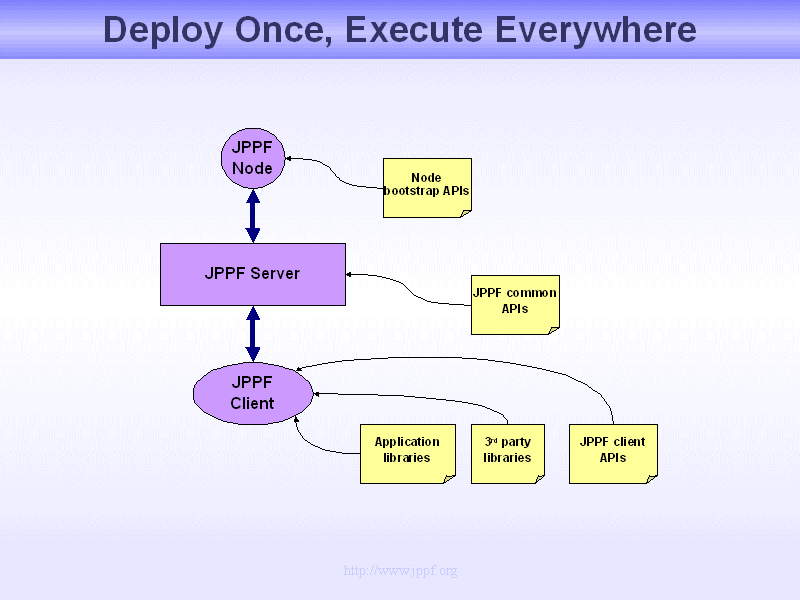 Deploy Once, Execute Everywhere
JPPF
Node
Node
bootstrap APIs
JPPF Server
JPPF common
APIs
JPPF
Client
Application
libraries
3rd party
libraries
JPPF client
APIs
http://www.jppf.org